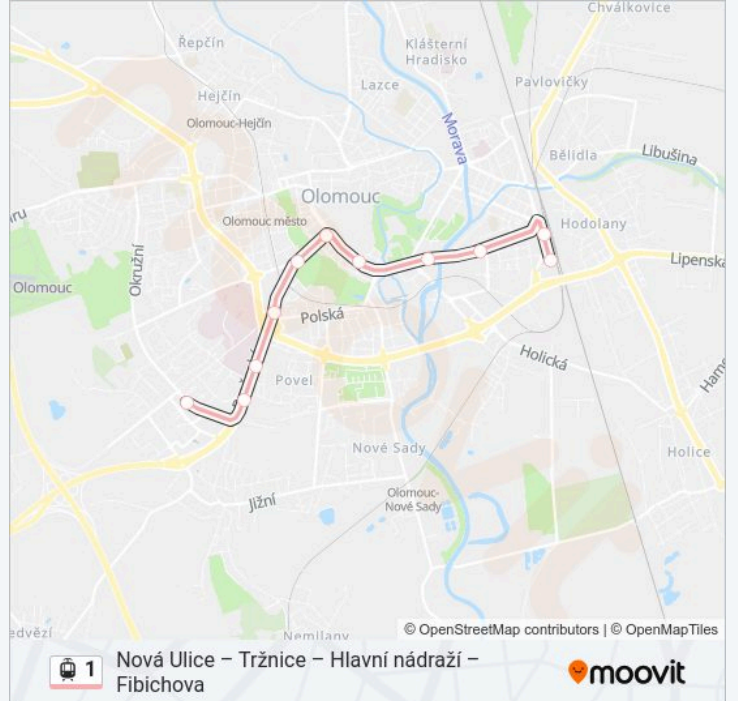 Chválkovice
Řepčín
Klášterní
Hradisko
Lazce
Pavlovičky
Hejčín
Olomouc-Hejčín
Morava
Bělidla
Libušina
Olomouc
Olomouc město
Hodolany
Okružní
Lipenská
Olomouc
Polská
Holická
Povel
Nové Sady
Holice
Olomouc-
Nové Sady
Jižní
Nemilany
© OpenStreetMap contributors | © OpenMapTiles
1 Nová Ulice – Tržnice – Hlavní nádraží –
Fibichova
moovit